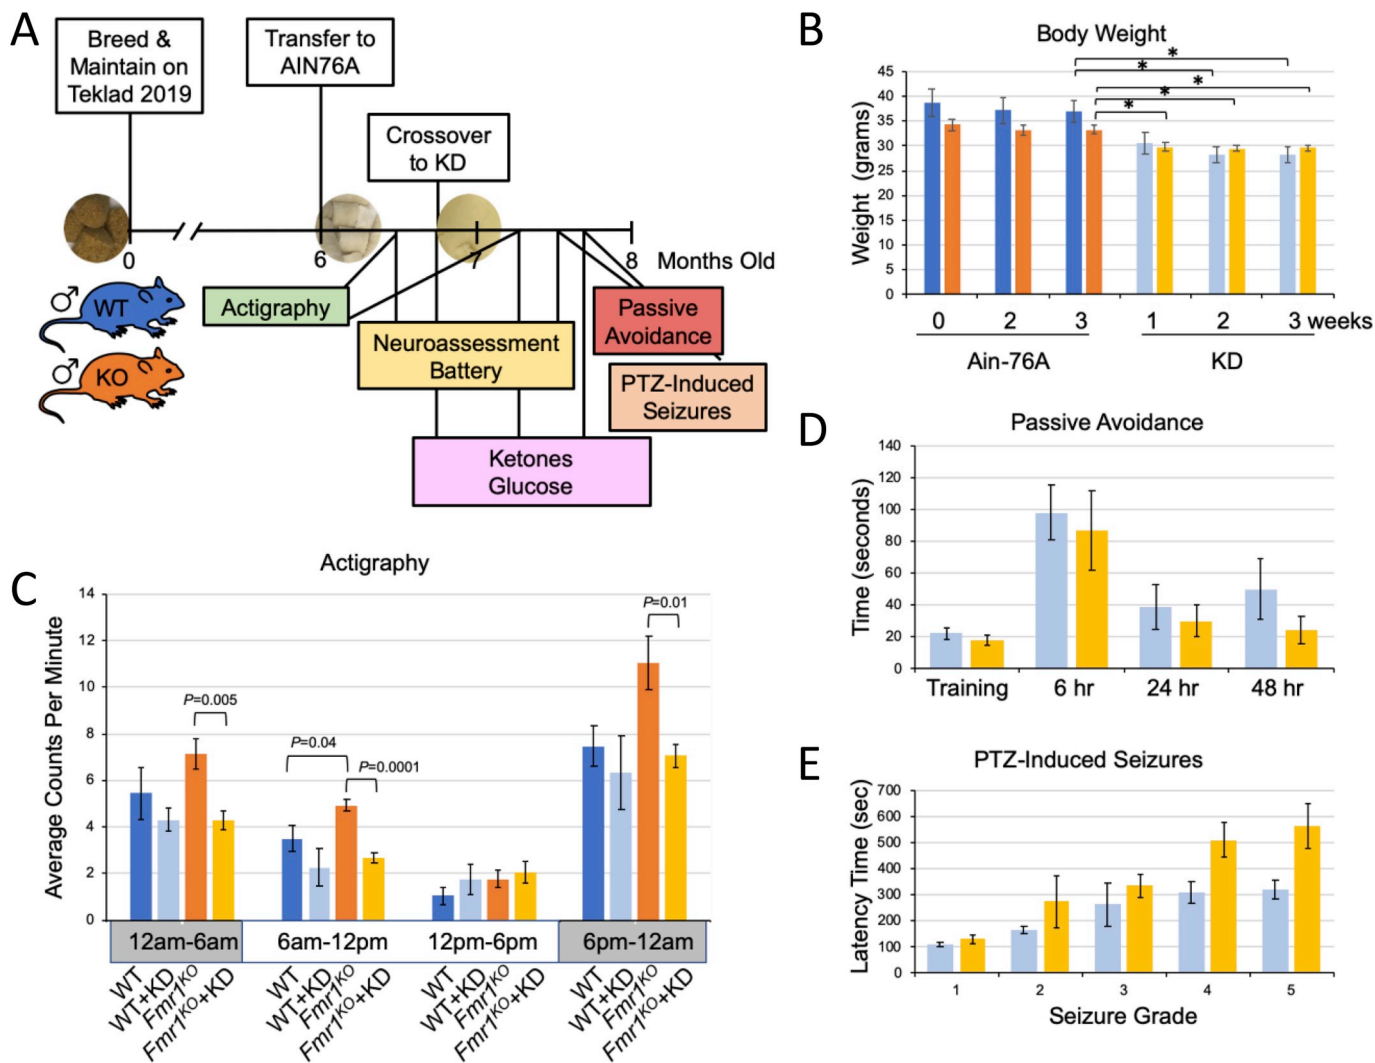 A
Breed &
Maintain on
Teklad 2019
Transfer to
AIN76A
Crossover
to KD
0
6
7
8
Months Old
WT
KO
Actigraphy
Neuroassessment
Battery
Passive
Avoidance
PTZ-Induced
Seizures
Ketones
Glucose
B
Body Weight
* * * * *
Weight (grams)
45
40
35
30
25
20
15
10
5
0
0 2 3 1 2 3 weeks
Ain-76A KD
C
Actigraphy
Average Counts Per Minute
14
12
10
8
6
4
2
0
P=0.005
P=0.04
P=0.0001
P=0.01
12am-6am 6am-12pm 12pm-6pm 6pm-12am
WT WT+KD Fmr1KO Fmr1KO+KD
WT WT+KD Fmr1KO Fmr1KO+KD
WT WT+KD Fmr1KO Fmr1KO+KD
WT WT+KD Fmr1KO Fmr1KO+KD
D
Passive Avoidance
Time (seconds)
140
120
100
80
60
40
20
0
Training 6 hr 24 hr 48 hr
E
PTZ-Induced Seizures
Latency Time (sec)
700
600
500
400
300
200
100
0
1 2 3 4 5
Seizure Grade